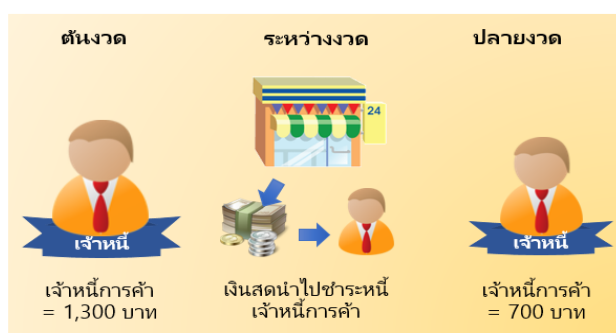 ต้นงวด
ระหว่างงวด
ปลายงวด
24
เจ้าหนี้
เจ้าหนี้
เจ้าหนี้การค้า
= 1,300 บาท
เงินสดนำไปชำระหนี้
เจ้าหนี้การค้า
เจ้าหนี้การค้า
= 700 บาท